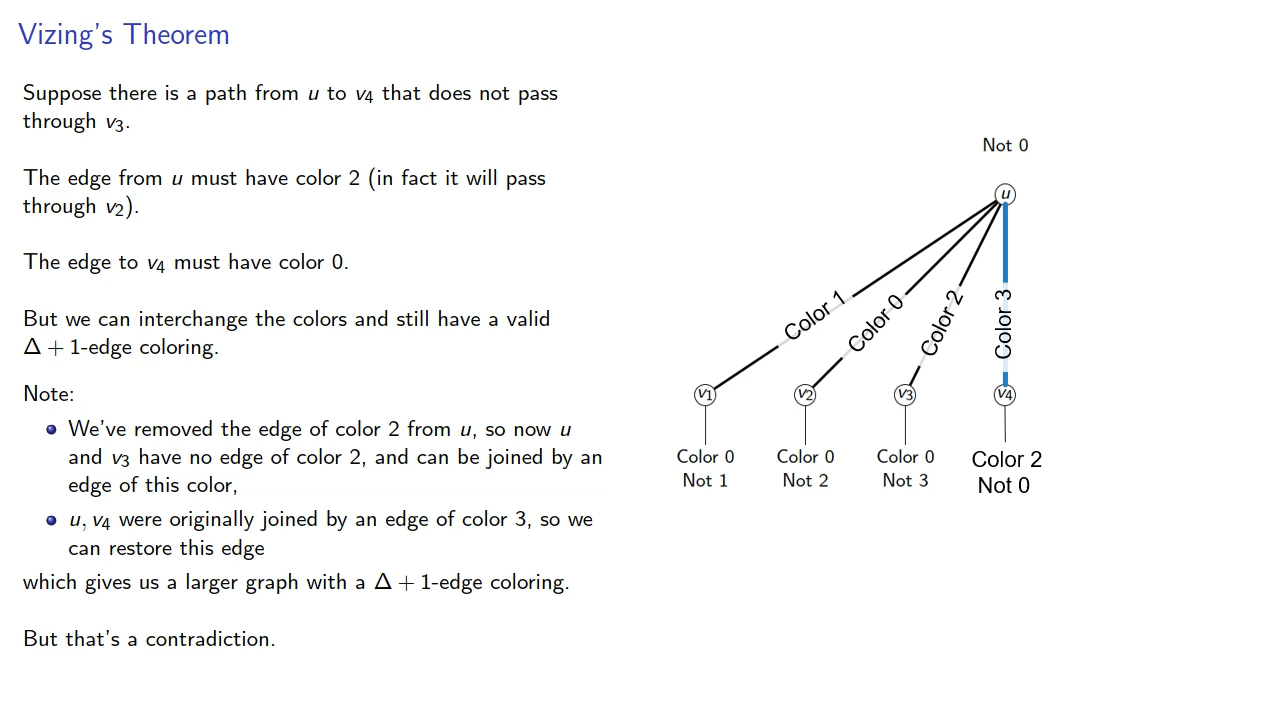 Vizing's Theorem
Suppose there is a path from u to v4 that does not pass
through v3.
The edge from u must have color 2 (in fact it will pass
through v2).
The edge to v4 must have color 0.
But we can interchange the colors and still have a valid
Δ + 1-edge coloring.
Note:
We've removed the edge of color 2 from u, so now u
and v3 have no edge of color 2, and can be joined by an
edge of this color,
u, v4 were originally joined by an edge of color 3, so we
can restore this edge
which gives us a larger graph with a Δ + 1-edge coloring.
But that's a contradiction.
Not 0
u
Color 1
Color 0
Color 2
Color 3
v1
v2
v3
v4
Color 0
Not 1
Color 0
Not 2
Color 0
Not 3
Color 2
Not 0